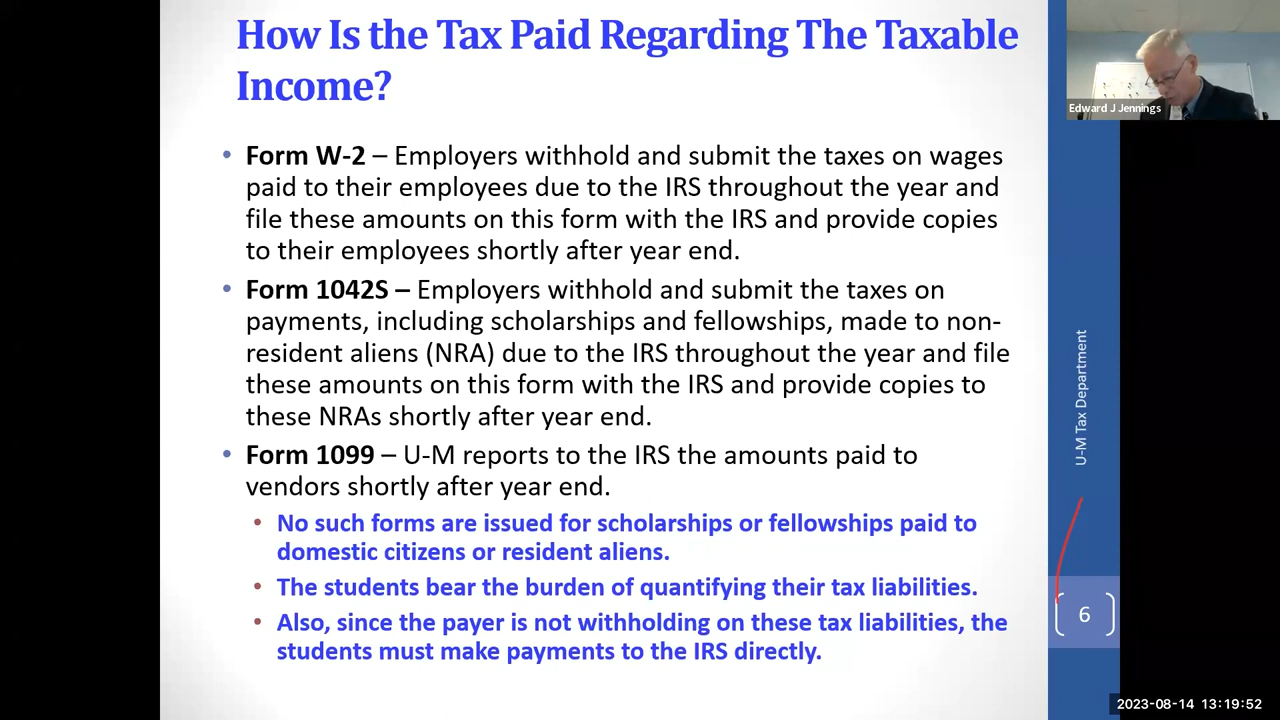 How Is the Tax Paid Regarding The Taxable
Income?
• Form W-2 – Employers withhold and submit the taxes on wages
paid to their employees due to the IRS throughout the year and
file these amounts on this form with the IRS and provide copies
to their employees shortly after year end.
• Form 1042S – Employers withhold and submit the taxes on
payments, including scholarships and fellowships, made to non-
resident aliens (NRA) due to the IRS throughout the year and file
these amounts on this form with the IRS and provide copies to
these NRAs shortly after year end.
• Form 1099 – U-M reports to the IRS the amounts paid to
vendors shortly after year end.
• No such forms are issued for scholarships or fellowships paid to
domestic citizens or resident aliens.
• The students bear the burden of quantifying their tax liabilities.
• Also, since the payer is not withholding on these tax liabilities, the
students must make payments to the IRS directly.
Edward J Jennings
U-M Tax Department
6
2023-08-14 13:19:52